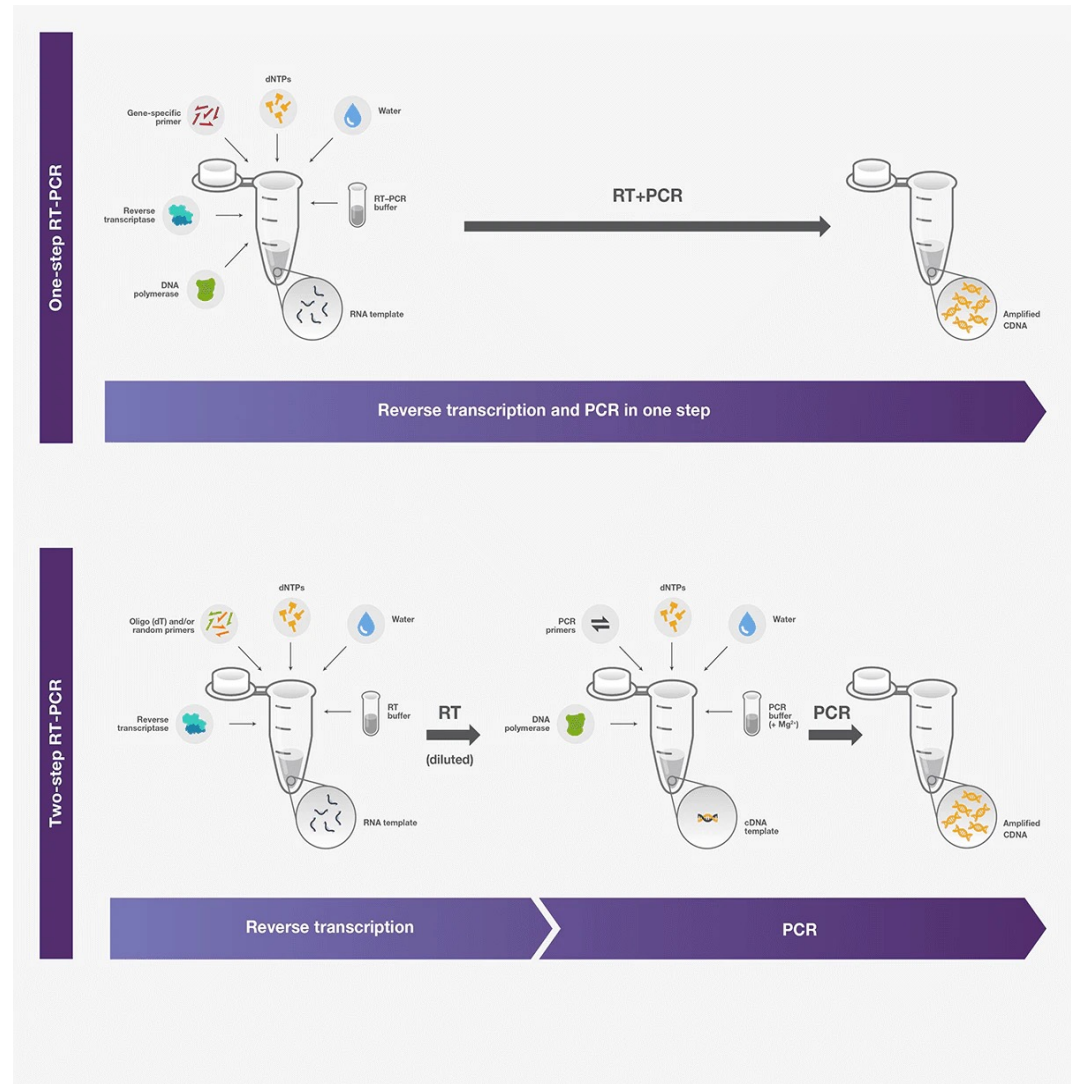 One-step RT-PCR
dNTPs
Gene-specific
primer
Water
Reverse
transcriptase
RT-PCR
buffer
DNA
polymerase
RNA template
RT+PCR
Amplified
CDNA
Reverse transcription and PCR in one step
Two-step RT-PCR
dNTPs
Oligo (dT) and/or
random primers
Water
Reverse
transcriptase
RT
buffer
RNA template
RT
(diluted)
dNTPs
PCR
primers
Water
DNA
polymerase
PCR
buffer
(+ Mg²⁺)
cDNA
template
PCR
Amplified
CDNA
Reverse transcription
PCR